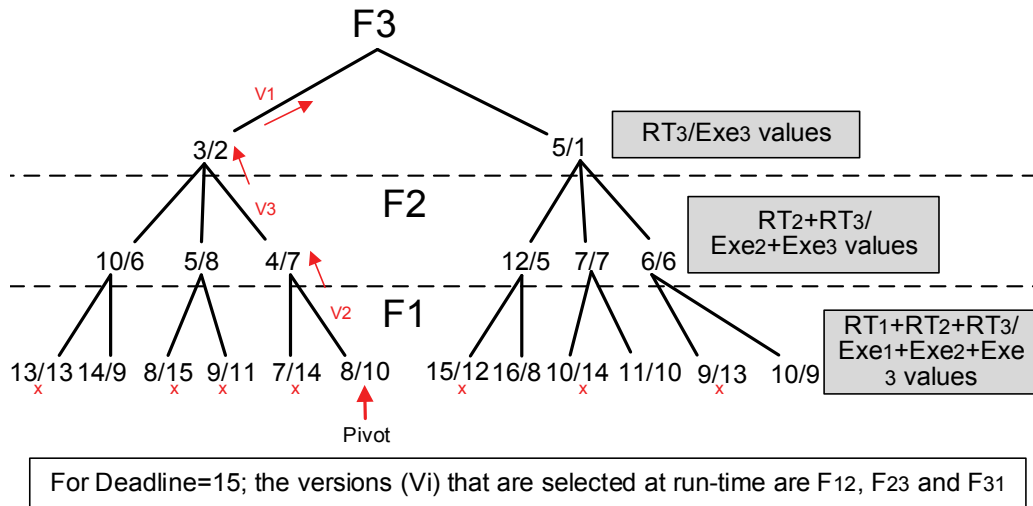 F3
V1
RT3/Exe3 values
3/2
5/1
F2
V3
RT2+RT3/
Exe2+Exe3 values
10/6 5/8 4/7 12/5 7/7 6/6
F1
V2
RT1+RT2+RT3/
Exe1+Exe2+Exe
3 values
13/13 14/9 8/15 9/11 7/14 8/10 15/12 16/8 10/14 11/10 9/13 10/9
x x x x x x x
Pivot
For Deadline=15; the versions (Vi) that are selected at run-time are F12, F23 and F31